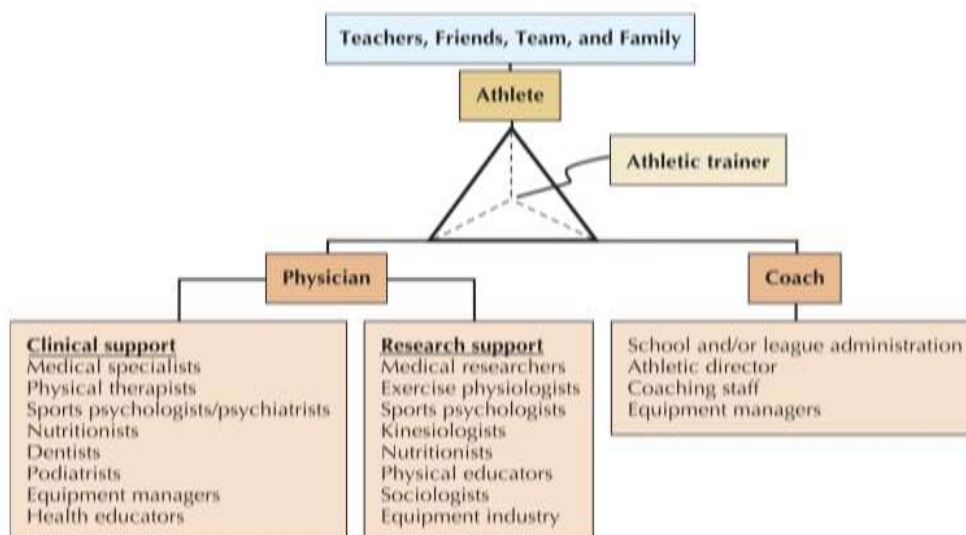 Teachers, Friends, Team, and Family
Athlete
Athletic trainer
Physician
Coach
Clinical support
Medical specialists
Physical therapists
Sports psychologists/psychiatrists
Nutritionists
Dentists
Podiatrists
Equipment managers
Health educators
Research support
Medical researchers
Exercise physiologists
Sports psychologists
Kinesiologists
Nutritionists
Physical educators
Sociologists
Equipment industry
School and/or league administration
Athletic director
Coaching staff
Equipment managers